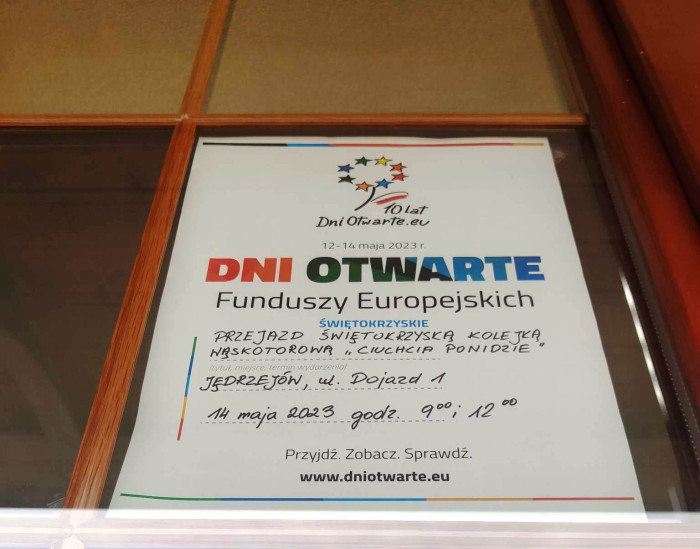 10 lat
Dni Otwarte.eu
12-14 maja 2023 r.
DNI OTWARTE
Funduszy Europejskich
ŚWIĘTOKRZYSKIE
PRZEJAZD ŚWIĘTOKRZYSKĄ KOLEJKĄ
WĄSKOTOROWĄ „CIUCHCIA PONIDZIE"
(tytuł, miejsce, termin wydarzenia)
JĘDRZEJÓW, ul. Dojazd 1
14 maja 2023 godz. 9⁰⁰ i 12⁰⁰
Przyjdź. Zobacz. Sprawdź.
www.dniotwarte.eu